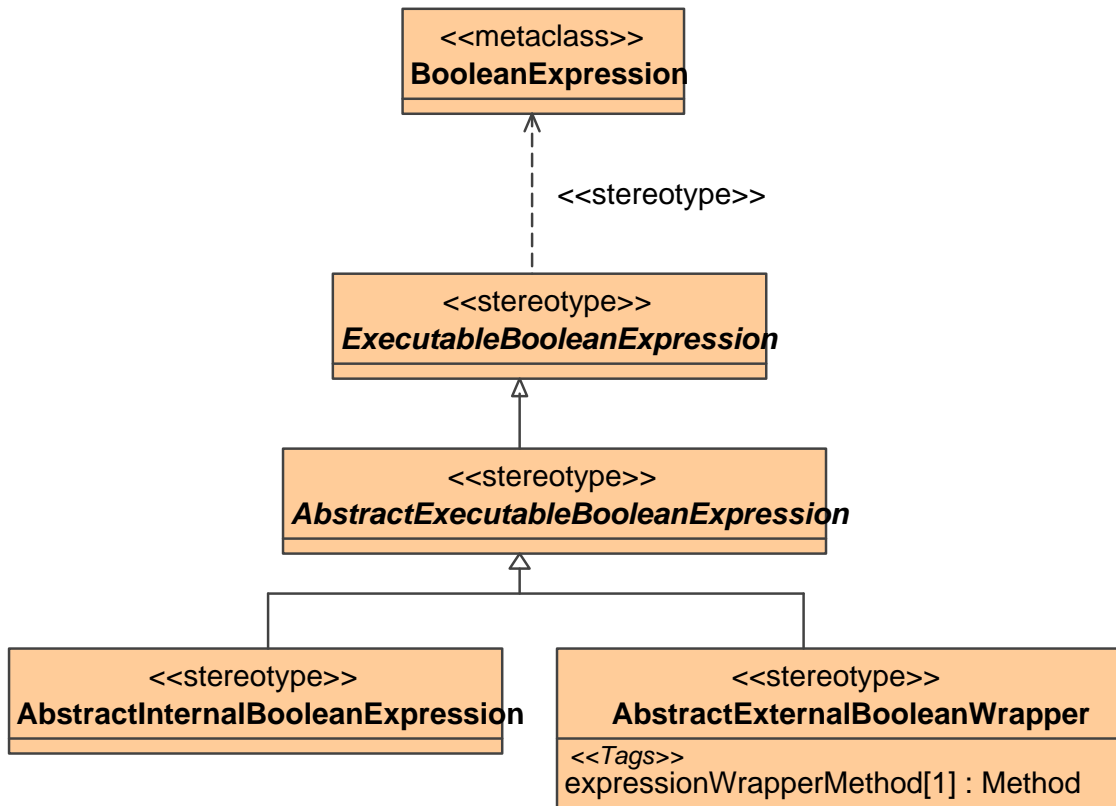 <<metaclass>>
BooleanExpression
<<stereotype>>
<<stereotype>>
ExecutableBooleanExpression
<<stereotype>>
AbstractExecutableBooleanExpression
<<stereotype>>
AbstractInternalBooleanExpression
<<stereotype>>
AbstractExternalBooleanWrapper
<<Tags>>
expressionWrapperMethod[1] : Method